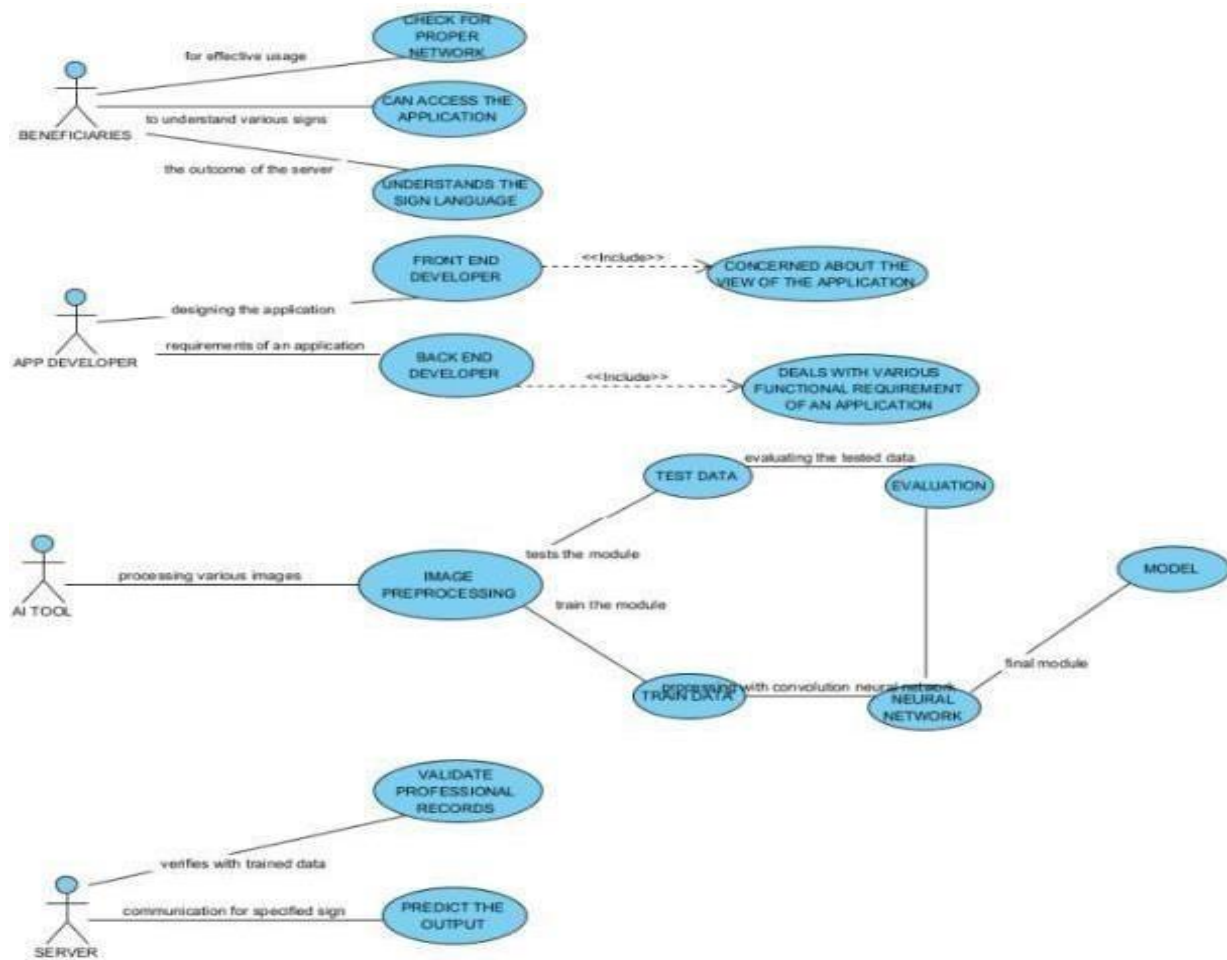 CHECK FOR
PROPER
NETWORK
for effective usage
CAN ACCESS THE
APPLICATION
to understand various signs
BENEFICIARIES
the outcome of the server
UNDERSTANDS THE
SIGN LANGUAGE
FRONT END
DEVELOPER
<<Include>>
CONCERNED ABOUT THE
VIEW OF THE APPLICATION
designing the application
requirements of an application
APP DEVELOPER
BACK END
DEVELOPER
<<Include>>
DEALS WITH VARIOUS
FUNCTIONAL REQUIREMENT
OF AN APPLICATION
evaluating the tested data
TEST DATA
EVALUATION
tests the module
processing various images
IMAGE
PREPROCESSING
MODEL
AI TOOL
train the module
final module
processing with convolution neural network
TRAIN DATA
NEURAL
NETWORK
VALIDATE
PROFESSIONAL
RECORDS
verifies with trained data
communication for specified sign
PREDICT THE
OUTPUT
SERVER